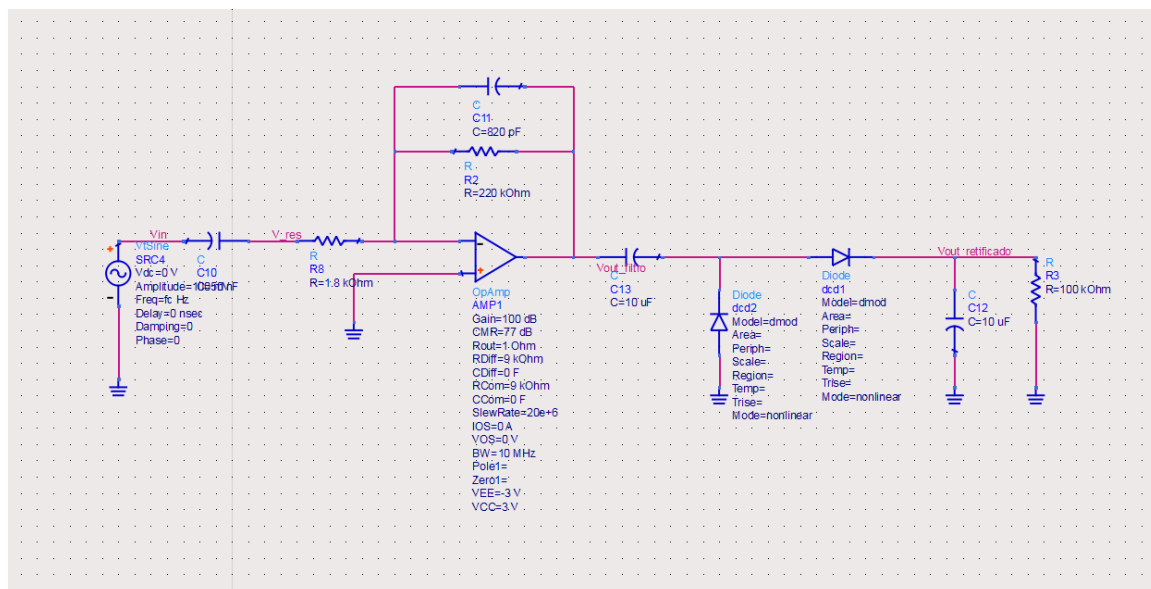 C
C11
C=820 pF
R
R2
R=220 kOhm
Vin
V_res
VtSine
SRC4
Vdc=0 V
Freq=fc Hz
Delay=0 nsec
Damping=0
Phase=0
C
C10
R
R8
R=1.8 kOhm
OpAmp
AMP1
Gain=100 dB
CMR=77 dB
Rout=1 Ohm
RDiff=9 kOhm
CDiff=0 F
RCom=9 kOhm
CCom=0 F
SlewRate=20e+6
IOS=0 A
VOS=0 V
BW=10 MHz
Pole1=
Zero1=
VEE=-3 V
VCC=3 V
Vout_filtro
C
C13
C=10 uF
Diode
dcd2
Model=dmod
Area=
Periph=
Scale=
Region=
Temp=
Trise=
Mode=nonlinear
Diode
dcd1
Model=dmod
Area=
Periph=
Scale=
Region=
Temp=
Trise=
Mode=nonlinear
Vout_retificado
C
C12
C=10 uF
R
R3
R=100 kOhm